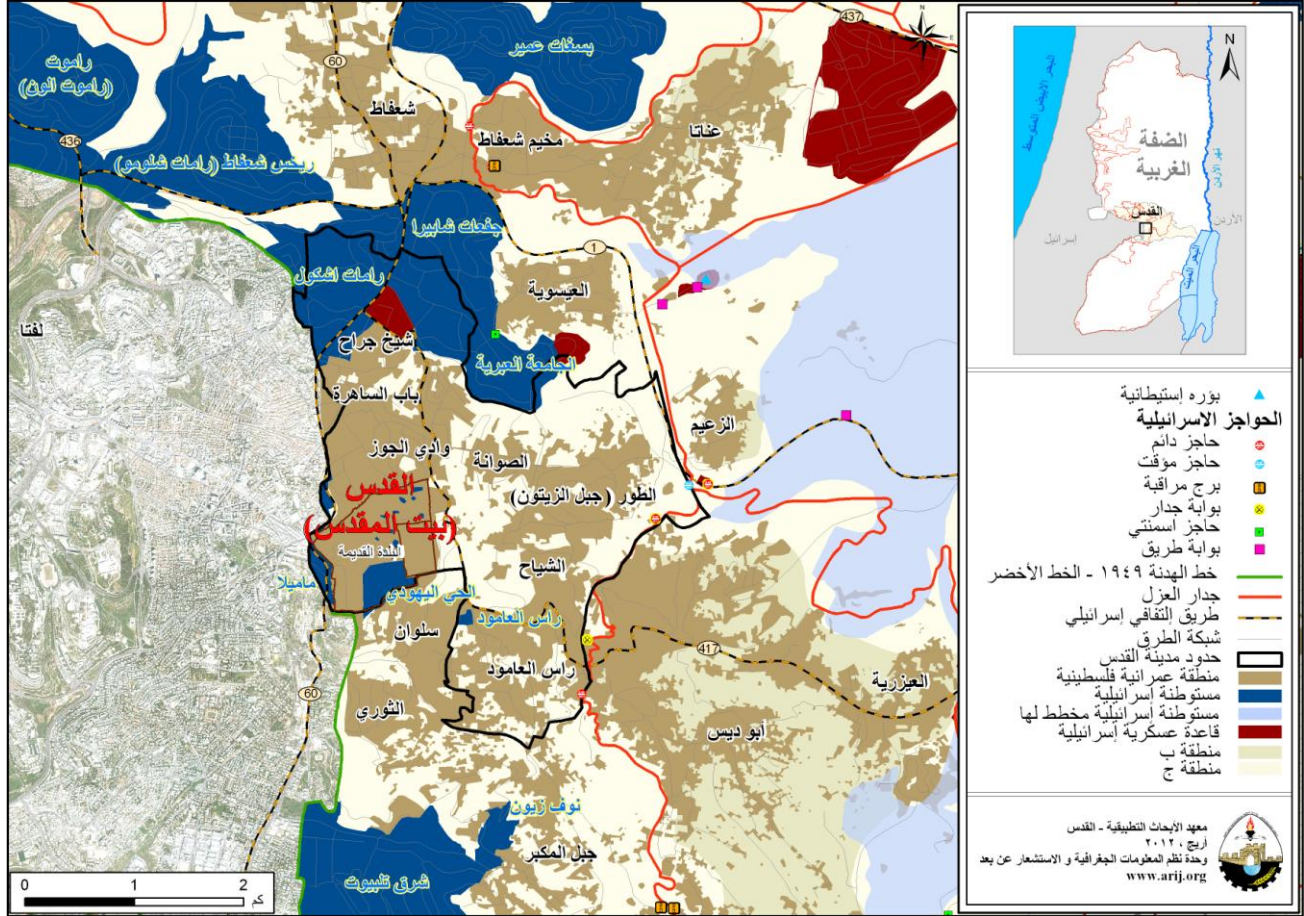 راموت
(راموت الون)
بسغات عمير
437
60
شعفاط
مخيم شعفاط
عناتا
436
ريخس شعفاط (رامات شلومو)
جفعات شابيرا
1
رامات اشكول
العيسوية
لفتا
شيخ جراح
الجامعة العبرية
باب الساهرة
الزعيم
وادي الجوز
الصوانة
القدس
(بيت المقدس)
الطور (جبل الزيتون)
البلدة القديمة
الشياح
ماميلا
الحي اليهودي
راس العامود
سلوان
417
راس العامود
العيزرية
60
الثوري
أبو ديس
نوف زيون
جبل المكبر
شرق تلبيوت
0 1 2
كم
N
البحر الابيض المتوسط
الضفة
الغربية
نهر الاردن
القدس
الأردن
إسرائيل
البحر الميت
بؤره إستيطانية
الحواجز الاسرائيلية
حاجز دائم
حاجز مؤقت
برج مراقبة
بوابة جدار
حاجز اسمنتي
بوابة طريق
خط الهدنة ١٩٤٩ - الخط الأخضر
جدار العزل
طريق إلتفافي إسرائيلي
شبكة الطرق
حدود مدينة القدس
منطقة عمرانية فلسطينية
مستوطنة إسرائيلية
مستوطنة إسرائيلية مخطط لها
قاعدة عسكرية إسرائيلية
منطقة ب
منطقة ج
معهد الأبحاث التطبيقية - القدس
أريج ، ٢٠١٢
وحدة نظم المعلومات الجغرافية و الاستشعار عن بعد
www.arij.org